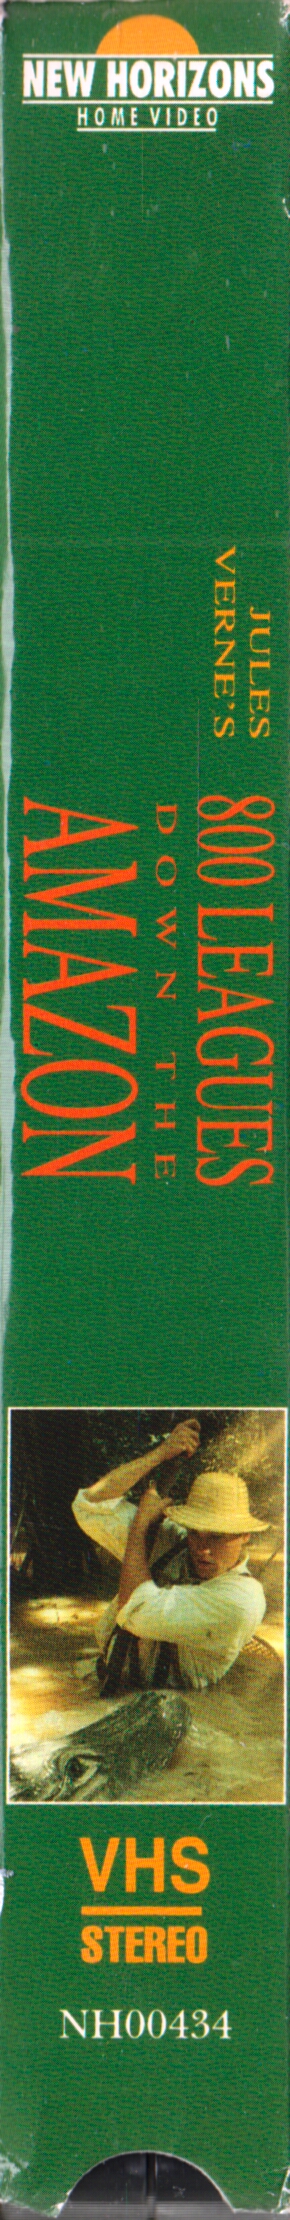 NEW HORIZONS
HOME VIDEO
JULES
VERNE'S
800 LEAGUES
DOWN THE
AMAZON
VHS
STEREO
NH00434